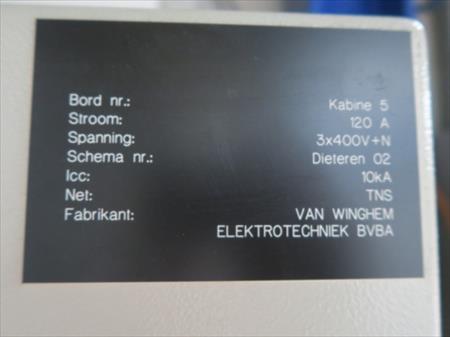 Bord nr.: Kabine 5
Stroom: 120 A
Spanning: 3x400V+N
Schema nr.: Dieteren 02
Icc: 10kA
Net: TNS
Fabrikant: VAN WINGHEM
ELEKTROTECHNIEK BVBA